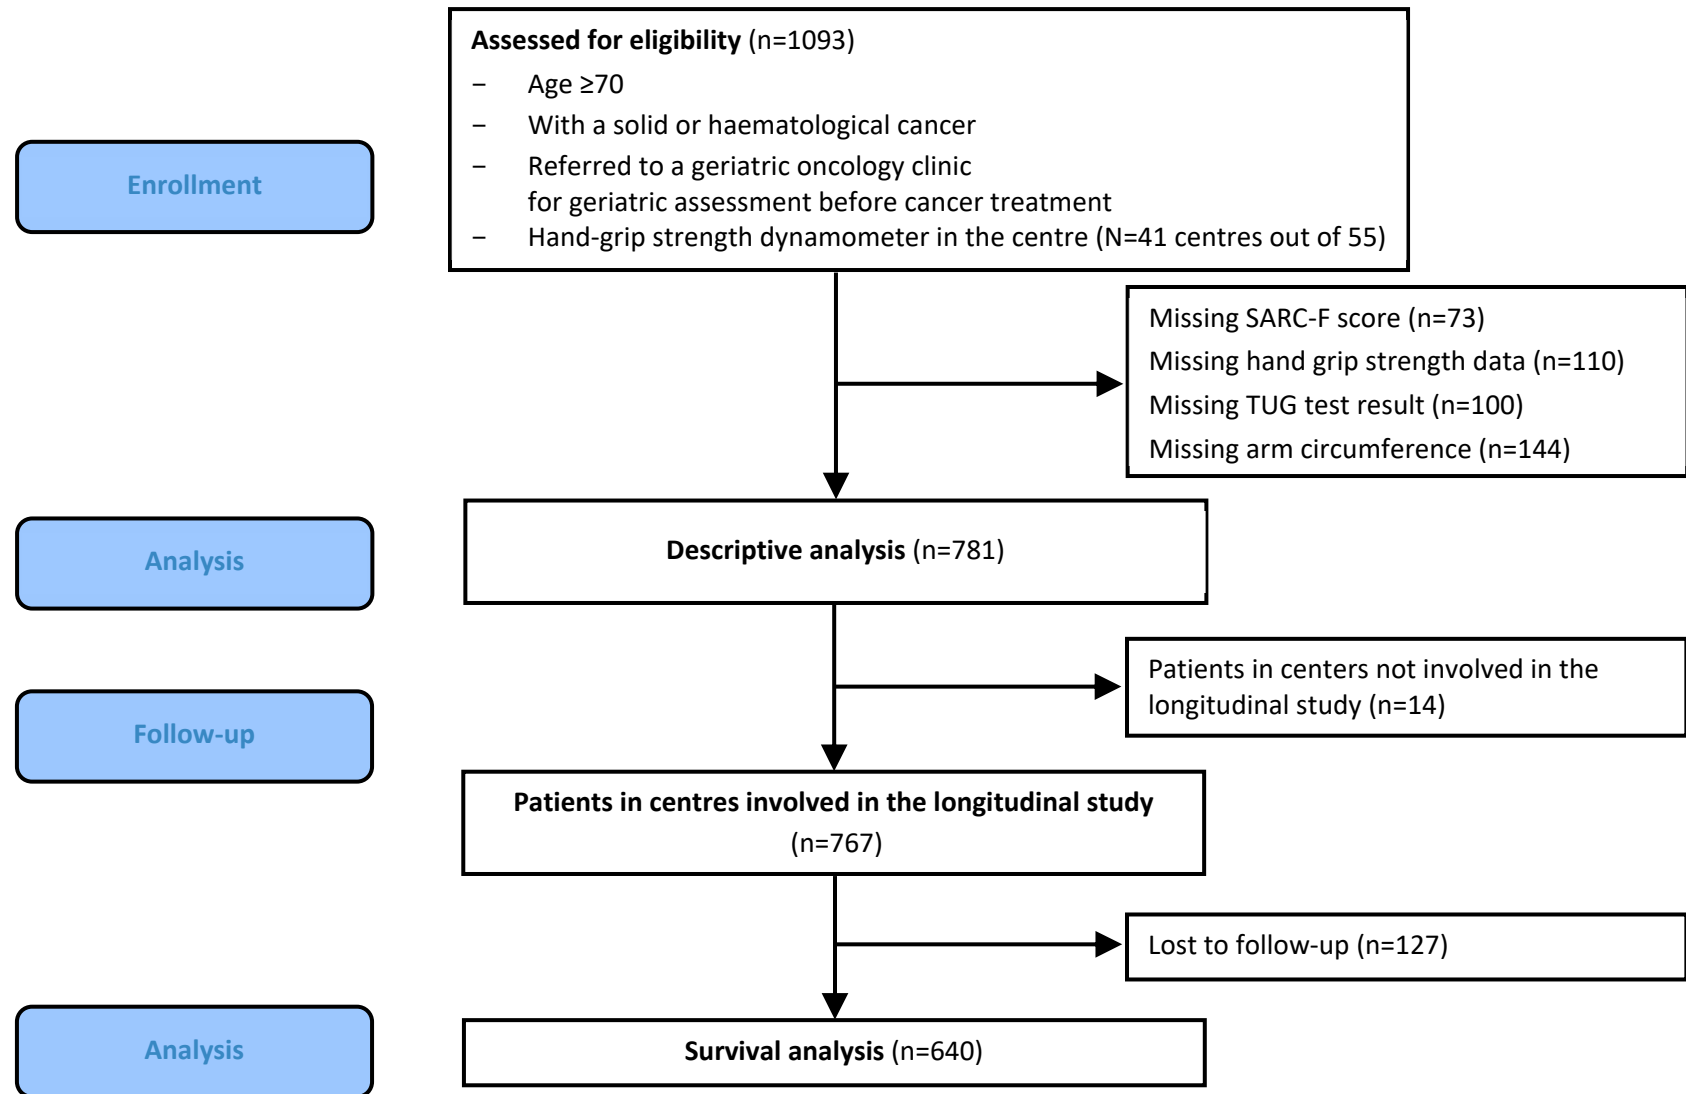 Assessed for eligibility (n=1093)
− Age ≥70
− With a solid or haematological cancer
− Referred to a geriatric oncology clinic
for geriatric assessment before cancer treatment
− Hand-grip strength dynamometer in the centre (N=41 centres out of 55)
Enrollment
Missing SARC-F score (n=73)
Missing hand grip strength data (n=110)
Missing TUG test result (n=100)
Missing arm circumference (n=144)
Analysis
Descriptive analysis (n=781)
Patients in centers not involved in the
longitudinal study (n=14)
Follow-up
Patients in centres involved in the longitudinal study
(n=767)
Lost to follow-up (n=127)
Analysis
Survival analysis (n=640)